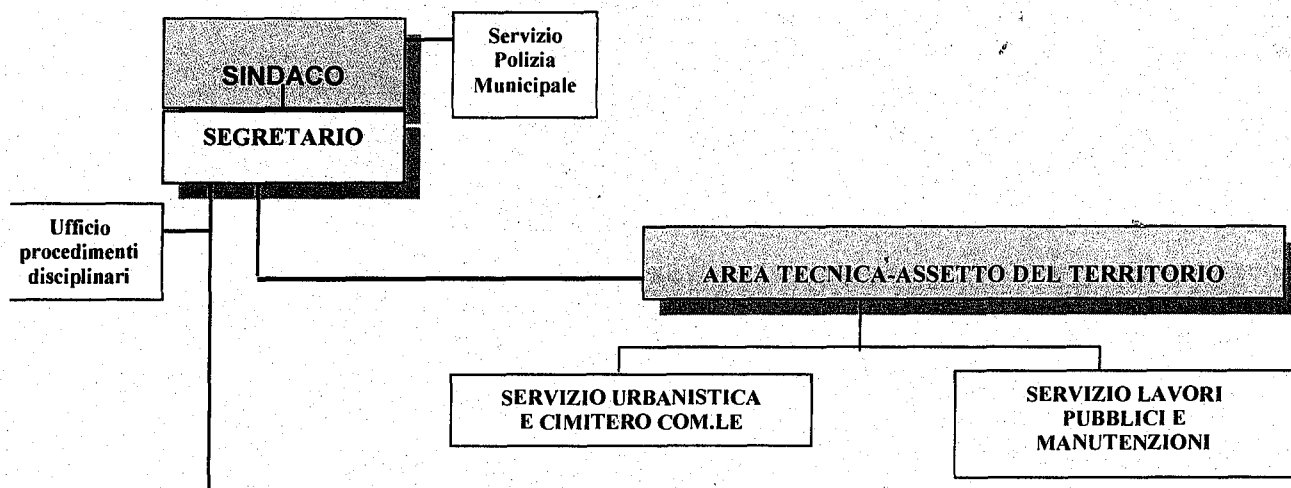 SINDACO
SEGRETARIO
Servizio
Polizia
Municipale
Ufficio
procedimenti
disciplinari
AREA TECNICA-ASSETTO DEL TERRITORIO
SERVIZIO URBANISTICA
E CIMITERO COM.LE
SERVIZIO LAVORI
PUBBLICI E
MANUTENZIONI